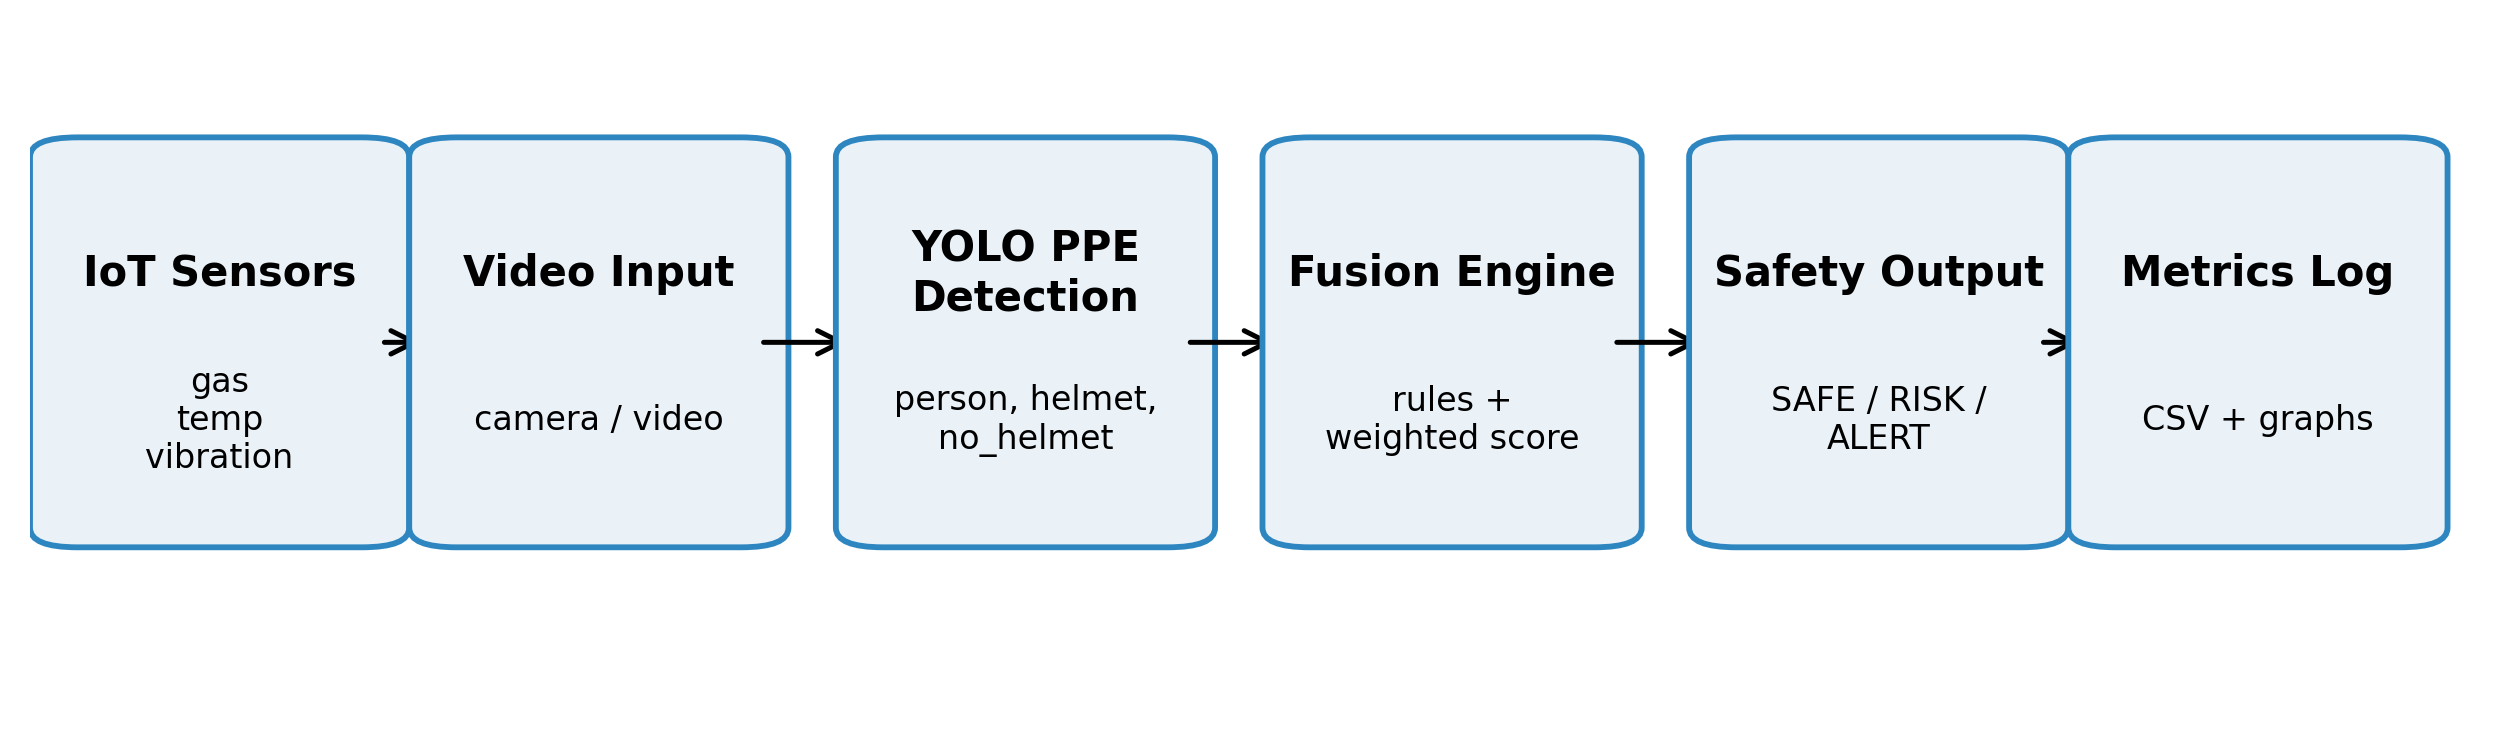 IoT Sensors
gas
temp
vibration
Video Input
camera / video
YOLO PPE
Detection
person, helmet,
no_helmet
Fusion Engine
rules +
weighted score
Safety Output
SAFE / RISK /
ALERT
Metrics Log
CSV + graphs